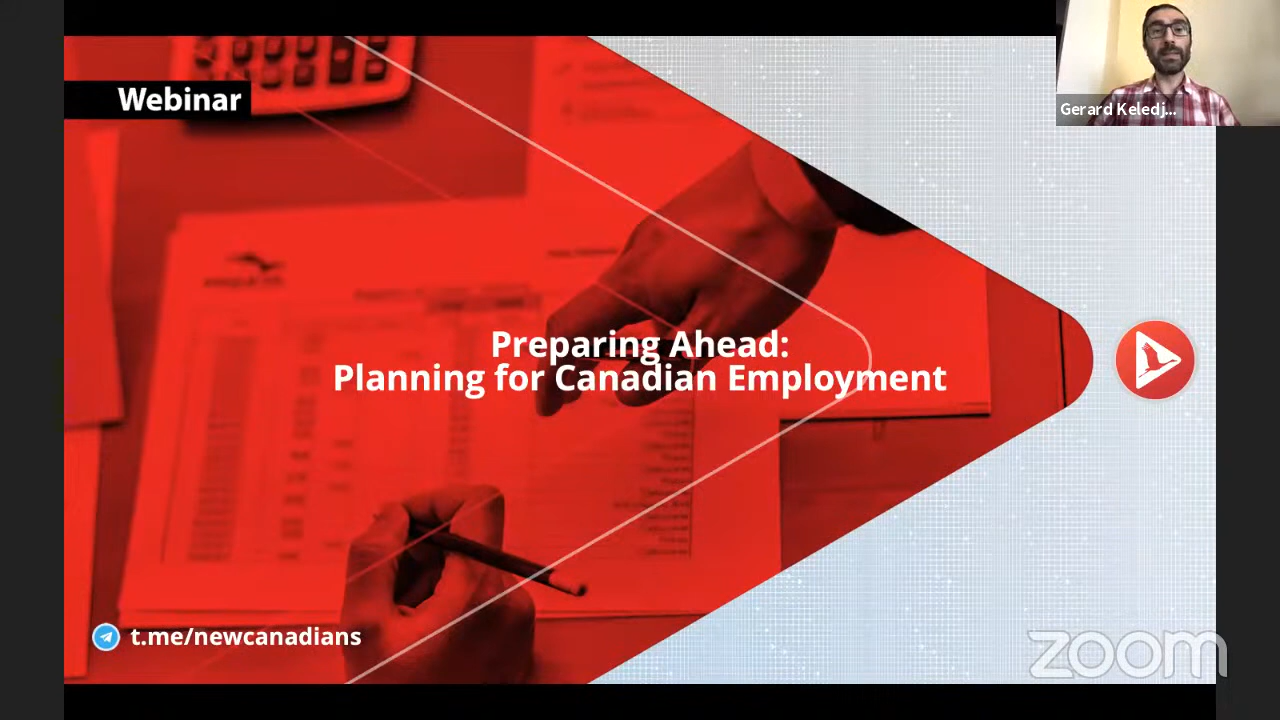 Webinar
Gerard Keledj...
Preparing Ahead:
Planning for Canadian Employment
t.me/newcanadians
zoom